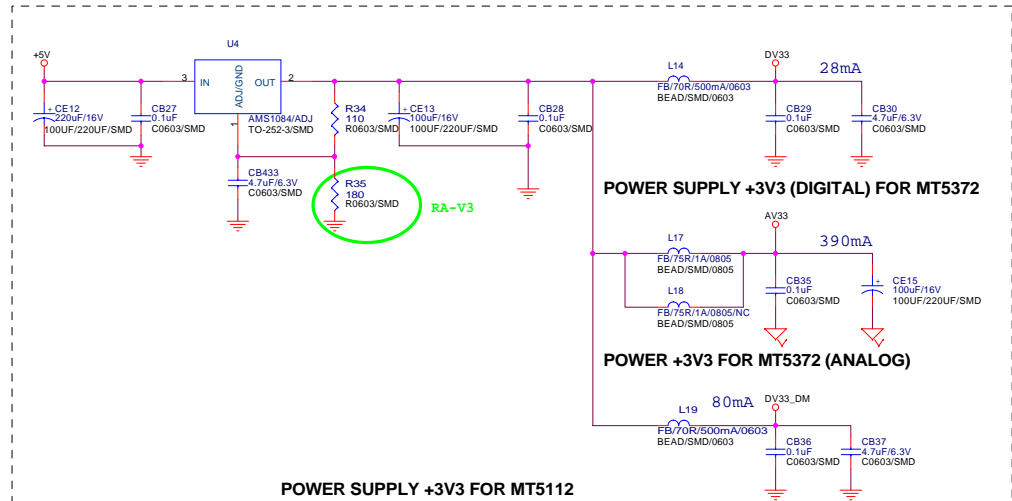 +5V
CE12
220uF/16V
100UF/220UF/SMD
CB27
0.1uF
C0603/SMD
U4
3
IN
ADJ/GND
OUT
2
1
AMS1084/ADJ
TO-252-3/SMD
CB433
4.7uF/6.3V
C0603/SMD
R34
110
R0603/SMD
R35
180
R0603/SMD
RA-V3
CE13
100uF/16V
100UF/220UF/SMD
CB28
0.1uF
C0603/SMD
L14
FB/70R/500mA/0603
BEAD/SMD/0603
DV33
28mA
CB29
0.1uF
C0603/SMD
CB30
4.7uF/6.3V
C0603/SMD
POWER SUPPLY +3V3 (DIGITAL) FOR MT5372
L17
FB/75R/1A/0805
BEAD/SMD/0805
L18
FB/75R/1A/0805/NC
BEAD/SMD/0805
AV33
390mA
CB35
0.1uF
C0603/SMD
CE15
100uF/16V
100UF/220UF/SMD
POWER +3V3 FOR MT5372 (ANALOG)
L19
FB/70R/500mA/0603
BEAD/SMD/0603
80mA
DV33_DM
CB36
0.1uF
C0603/SMD
CB37
4.7uF/6.3V
C0603/SMD
POWER SUPPLY +3V3 FOR MT5112